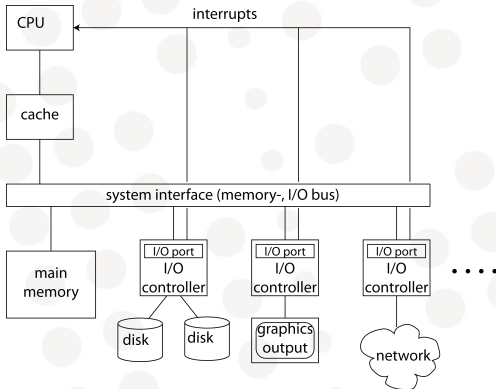 interrupts
CPU
cache
system interface (memory-, I/O bus)
main
memory
I/O port
I/O
controller
I/O port
I/O
controller
I/O port
I/O
controller
disk
disk
graphics
output
network